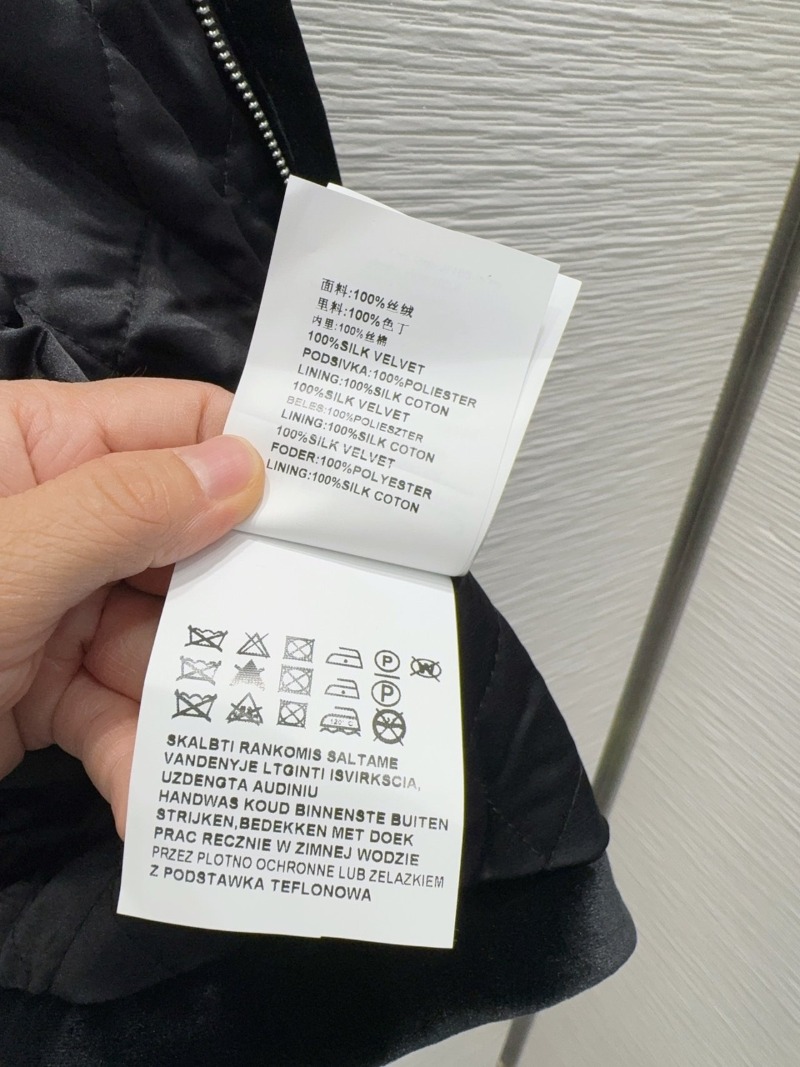 面料:100%丝绒
里料:100%色丁
内里:100%丝棉
100%SILK VELVET
PODSIVKA:100%POLIESTER
LINING:100%SILK COTON
100%SILK VELVET
BELES:100%POLIESZTER
LINING:100%SILK COTON
100%SILK VELVET
FODER:100%POLYESTER
LINING:100%SILK COTON
P W
P
120°C
SKALBTI RANKOMIS SALTAME
VANDENYJE LTGINTI ISVIRKSCIA,
UZDENGTA AUDINIU
HANDWAS KOUD BINNENSTE BUITEN
STRIJKEN,BEDEKKEN MET DOEK
PRAC RECZNIE W ZIMNEJ WODZIE
PRZEZ PLOTNO OCHRONNE LUB ZELAZKIEM
Z PODSTAWKA TEFLONOWA